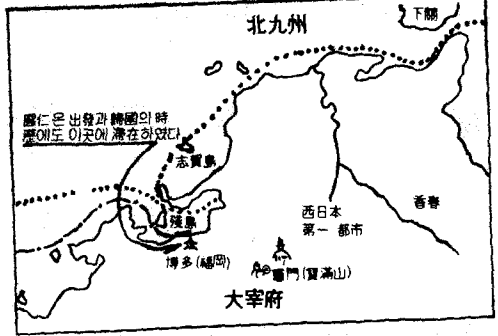 北九州
下關
圓仁은 出發과 歸國의 時
期에도 이곳에 滯在하였다
志賀島
殘島
博多(福岡)
西日本
第一 都市
香春
竈門(寶滿山)
大宰府